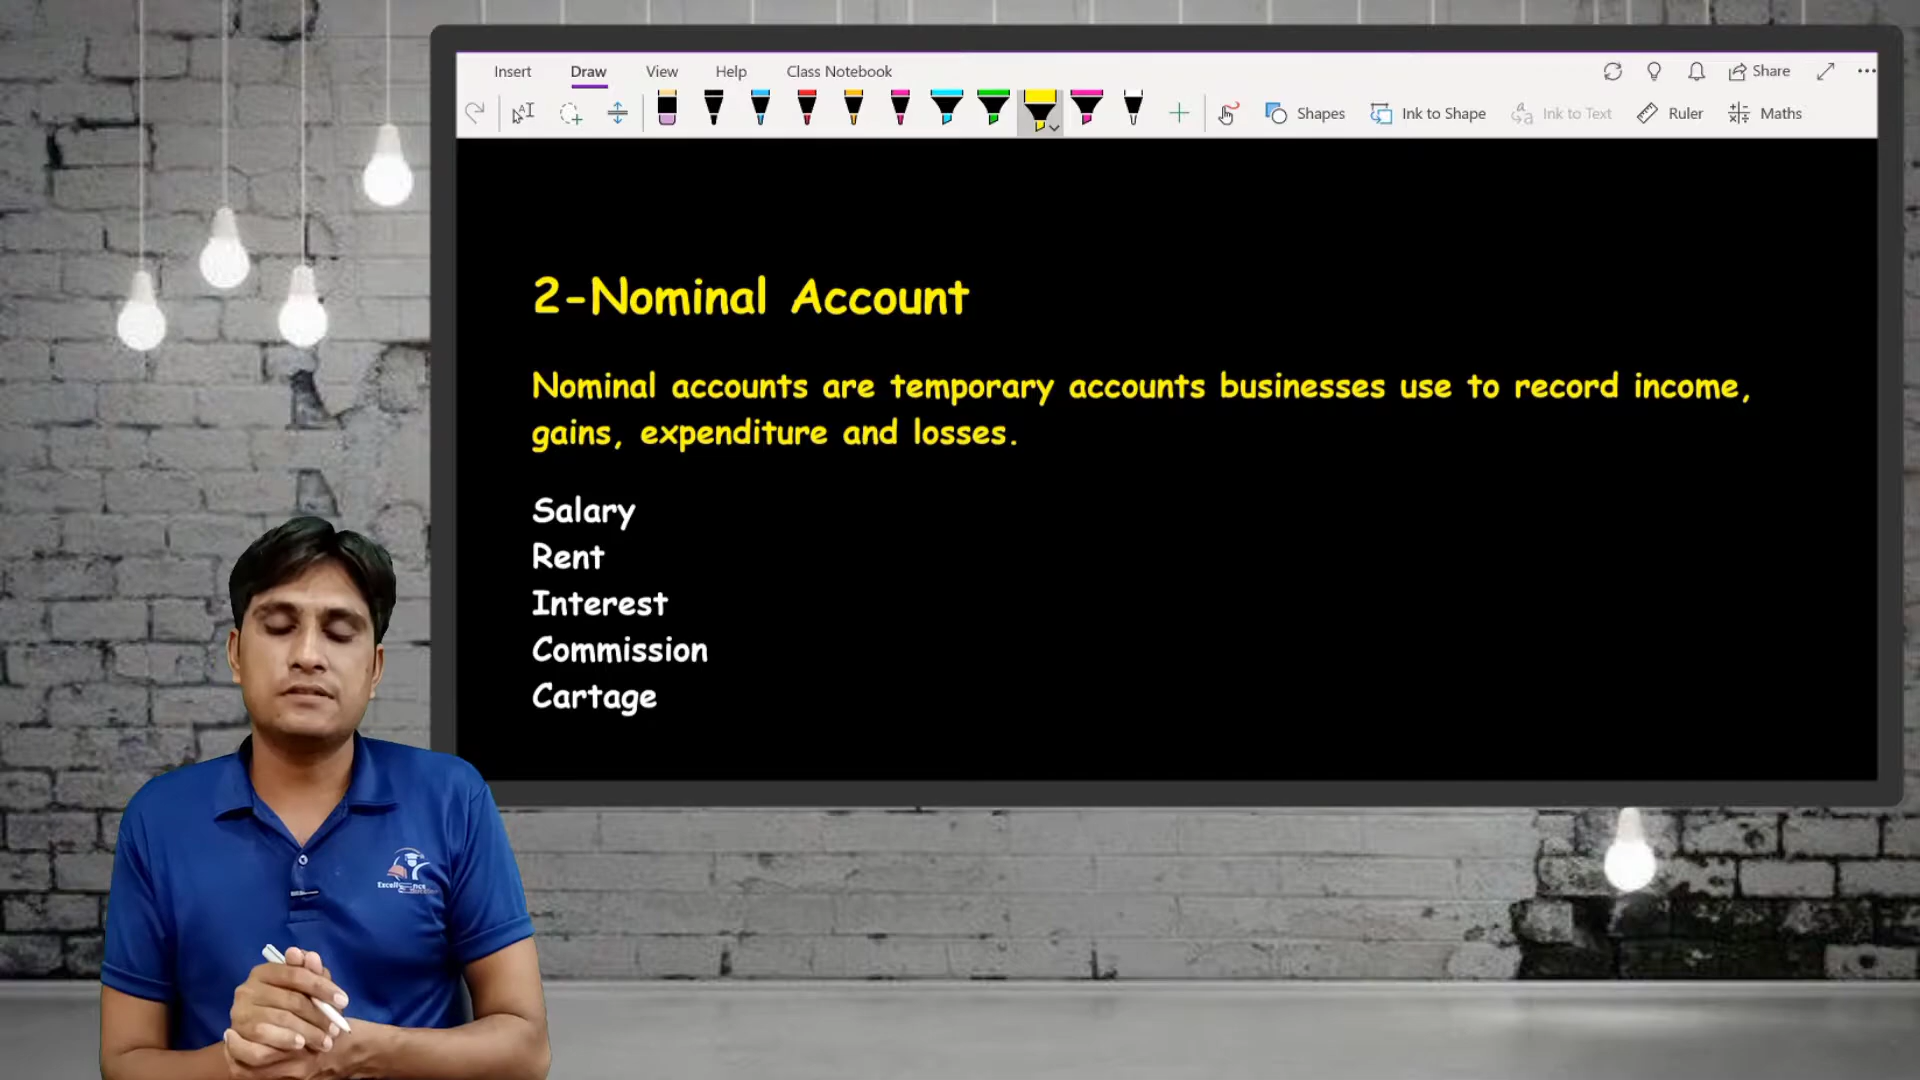 Insert Draw View Help Class Notebook Share
Shapes Ink to Shape Ink to Text Ruler Maths
2-Nominal Account
Nominal accounts are temporary accounts businesses use to record income,
gains, expenditure and losses.
Salary
Rent
Interest
Commission
Cartage